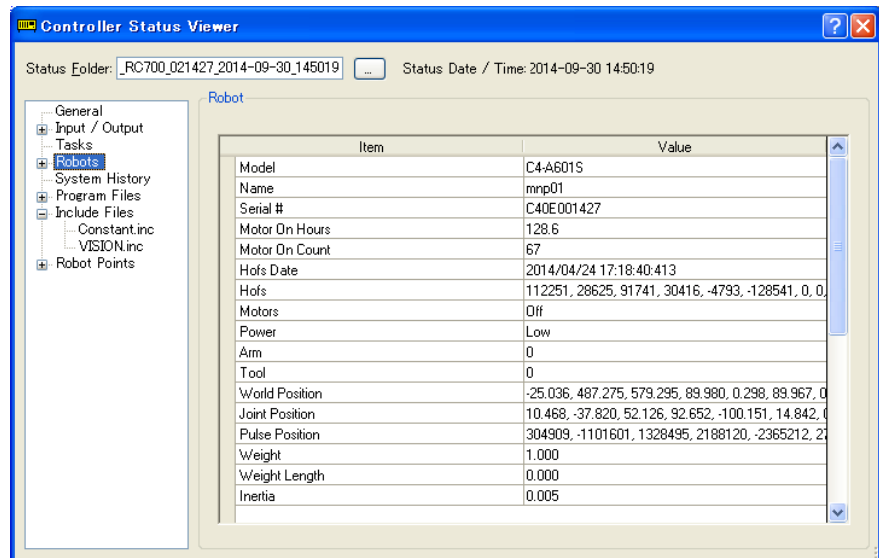 Controller Status Viewer
Status Folder: _RC700_021427_2014-09-30_145019 ... Status Date / Time: 2014-09-30 14:50:19
General
Input / Output
Tasks
Robots
System History
Program Files
Include Files
Constant.inc
VISION.inc
Robot Points
Robot
Item Value
Model C4-A601S
Name mnp01
Serial # C40E001427
Motor On Hours 128.6
Motor On Count 67
Hofs Date 2014/04/24 17:18:40:413
Hofs 112251, 28625, 91741, 30416, -4793, -128541, 0, 0,
Motors Off
Power Low
Arm 0
Tool 0
World Position -25.036, 487.275, 579.295, 89.980, 0.298, 89.967, 0
Joint Position 10.468, -37.820, 52.126, 92.652, -100.151, 14.842,
Pulse Position 304909, -1101601, 1328495, 2188120, -2365212,
Weight 1.000
Weight Length 0.000
Inertia 0.005